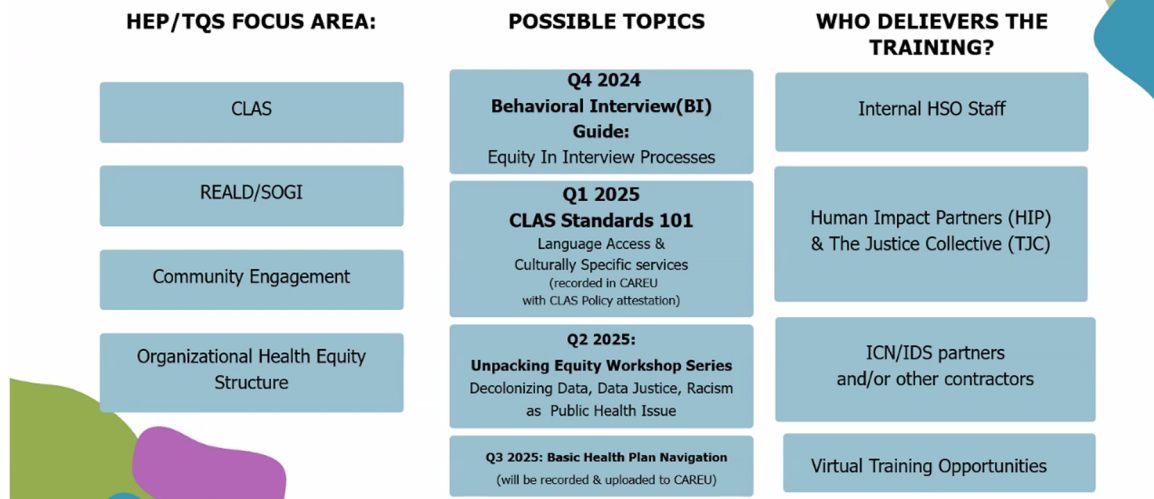 HEP/TQS FOCUS AREA:
CLAS
REALD/SOGI
Community Engagement
Organizational Health Equity
Structure
POSSIBLE TOPICS
Q4 2024
Behavioral Interview(BI)
Guide:
Equity In Interview Processes
Q1 2025
CLAS Standards 101
Language Access &
Culturally Specific services
(recorded in CAREU
with CLAS Policy attestation)
Q2 2025:
Unpacking Equity Workshop Series
Decolonizing Data, Data Justice, Racism
as Public Health Issue
Q3 2025: Basic Health Plan Navigation
(will be recorded & uploaded to CAREU)
WHO DELIEVERS THE
TRAINING?
Internal HSO Staff
Human Impact Partners (HIP)
& The Justice Collective (TJC)
ICN/IDS partners
and/or other contractors
Virtual Training Opportunities